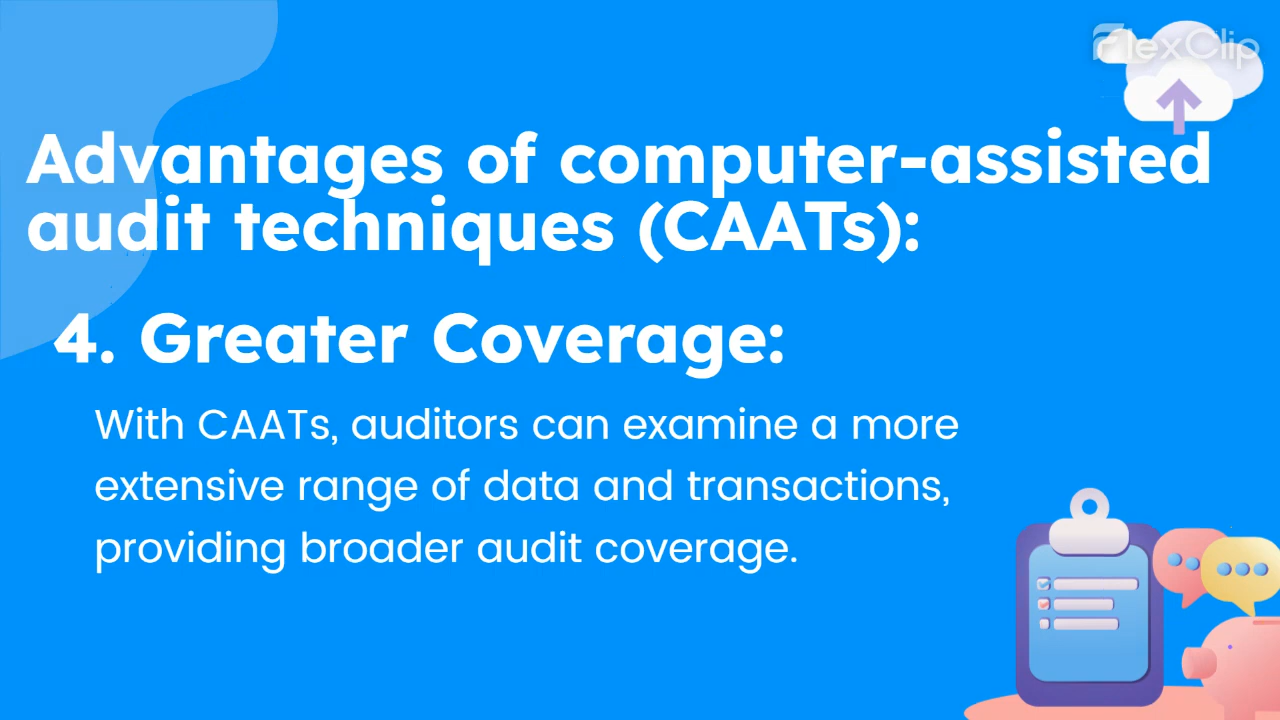 FlexClip
Advantages of computer-assisted
audit techniques (CAATs):
4. Greater Coverage:
With CAATs, auditors can examine a more
extensive range of data and transactions,
providing broader audit coverage.